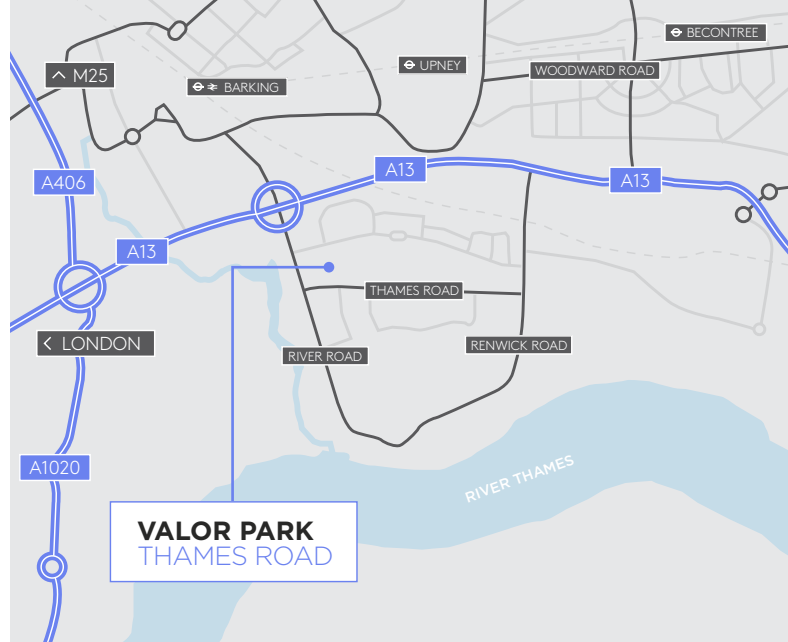 BECONTREE
UPNEY
WOODWARD ROAD
M25
BARKING
A13
A406
A13
A13
THAMES ROAD
LONDON
RIVER ROAD
RENWICK ROAD
A1020
RIVER THAMES
VALOR PARK
THAMES ROAD